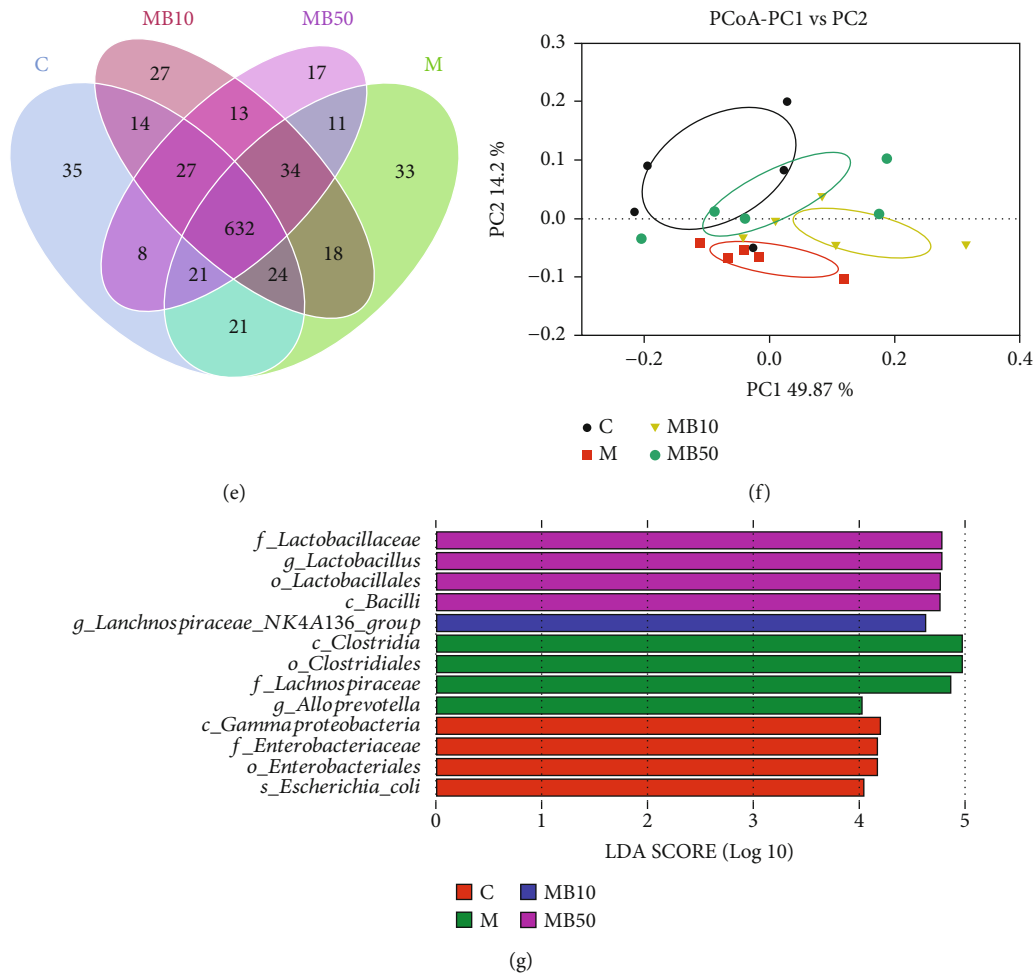 MB10 MB50
C M
27 17
14 13 11
35 27 34 33
632
8 21 24 18
21
(e)
PCoA-PC1 vs PC2
0.3
0.2
0.1
0.0
−0.1
−0.2
PC2 14.2 %
−0.2 0.0 0.2 0.4
PC1 49.87 %
C MB10
M MB50
(f)
f_Lactobacillaceae
g_Lactobacillus
o_Lactobacillales
c_Bacilli
g_Lanchnospiraceae_NK4A136_group
c_Clostridia
o_Clostridiales
f_Lachnospiraceae
g_Alloprevotella
c_Gammaproteobacteria
f_Enterobacteriaceae
o_Enterobacteriales
s_Escherichia_coli
0 1 2 3 4 5
LDA SCORE (Log 10)
C MB10
M MB50
(g)